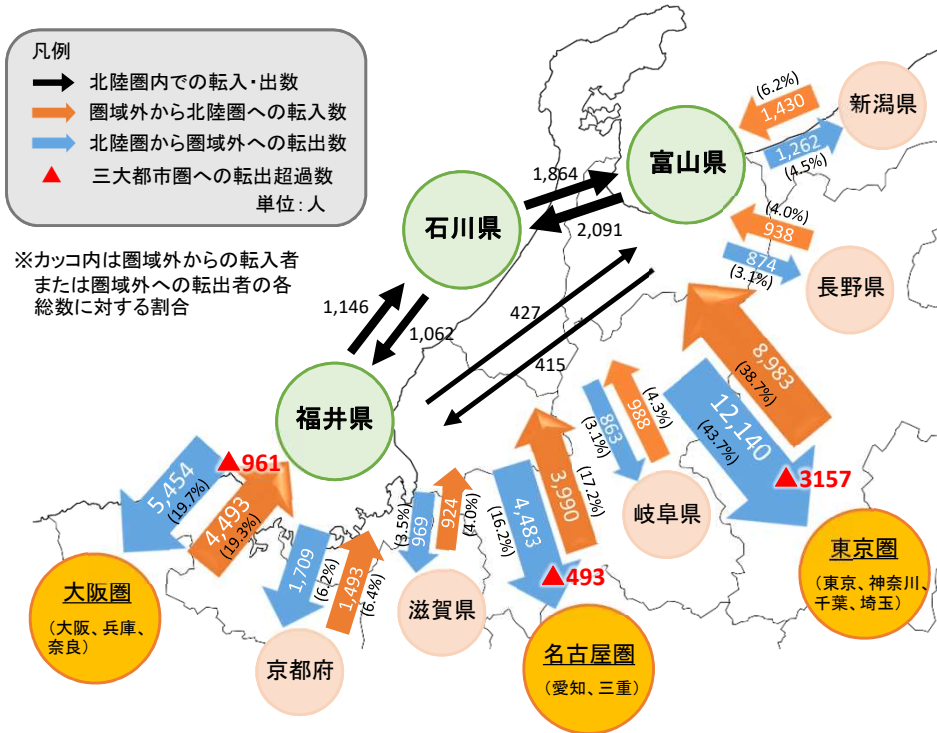 凡例
北陸圏内での転入・出数
圏域外から北陸圏への転入数
北陸圏から圏域外への転出数
▲ 三大都市圏への転出超過数
単位：人
※カッコ内は圏域外からの転入者
または圏域外への転出者の各
総数に対する割合
新潟県
(6.2%)
1,430
1,262
(4.5%)
富山県
1,864
2,091
石川県
(4.0%)
938
874
(3.1%)
長野県
1,146
1,062
427
415
福井県
8,983
(38.7%)
12,140
(43.7%)
▲3157
988
(4.3%)
863
(3.1%)
岐阜県
3,990
(17.2%)
4,483
(16.2%)
▲493
▲961
5,454
(19.7%)
4,493
(19.3%)
924
(4.0%)
969
(3.5%)
1,709
(6.2%)
1,493
(6.4%)
滋賀県
京都府
大阪圏
（大阪、兵庫、
奈良）
名古屋圏
（愛知、三重）
東京圏
（東京、神奈川、
千葉、埼玉）